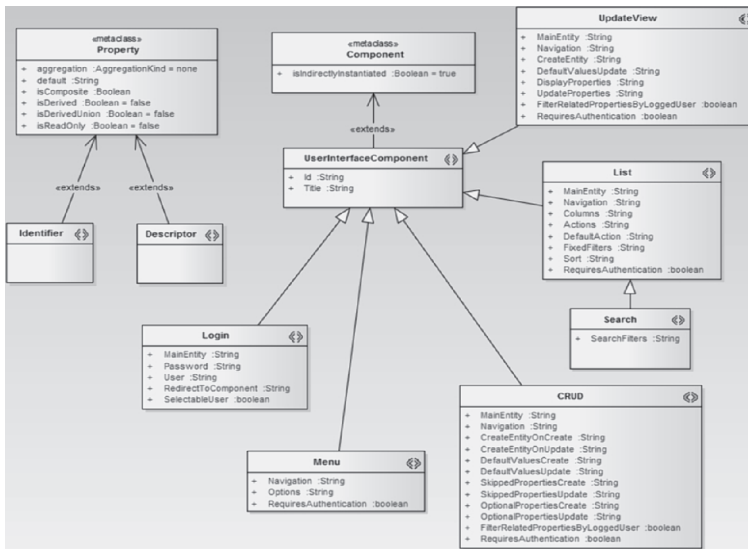 «metaclass»
Property
+ aggregation :AggregationKind = none
+ default :String
+ isComposite :Boolean
+ isDerived :Boolean = false
+ isDerivedUnion :Boolean = false
+ isReadOnly :Boolean = false
«extends»
«extends»
Identifier
Descriptor
«metaclass»
Component
+ isIndirectlyInstantiated :Boolean = true
«extends»
UserInterfaceComponent
+ Id :String
+ Title :String
UpdateView
+ MainEntity :String
+ Navigation :String
+ CreateEntity :String
+ DefaultValuesUpdate :String
+ DisplayProperties :String
+ UpdateProperties :String
+ FilterRelatedPropertiesByLoggedUser :boolean
+ RequiresAuthentication :boolean
List
+ MainEntity :String
+ Navigation :String
+ Columns :String
+ Actions :String
+ DefaultAction :String
+ FixedFilters :String
+ Sort :String
+ RequiresAuthentication :boolean
Search
+ SearchFilters :String
Login
+ MainEntity :String
+ Password :String
+ User :String
+ RedirectToComponent :String
+ SelectableUser :boolean
Menu
+ Navigation :String
+ Options :String
+ RequiresAuthentication :boolean
CRUD
+ MainEntity :String
+ Navigation :String
+ CreateEntityOnCreate :String
+ CreateEntityOnUpdate :String
+ DefaultValuesCreate :String
+ DefaultValuesUpdate :String
+ SkippedPropertiesCreate :String
+ SkippedPropertiesUpdate :String
+ OptionalPropertiesCreate :String
+ OptionalPropertiesUpdate :String
+ FilterRelatedPropertiesByLoggedUser :boolean
+ RequiresAuthentication :boolean